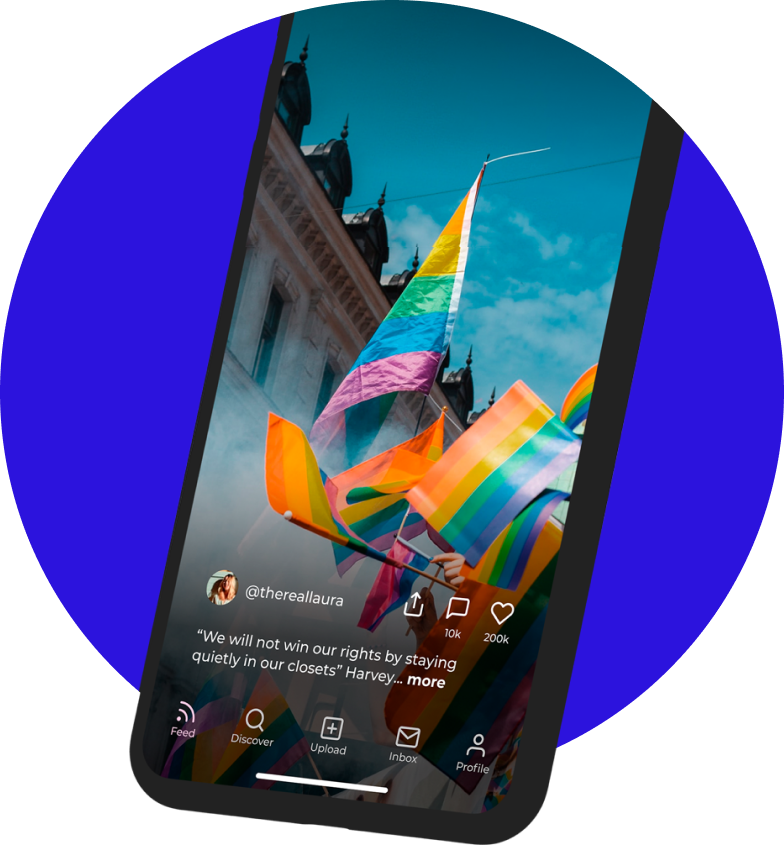 @thereallaura
10k
200k
“We will not win our rights by staying
quietly in our closets” Harvey... more
Feed
Discover
Upload
Inbox
Profile